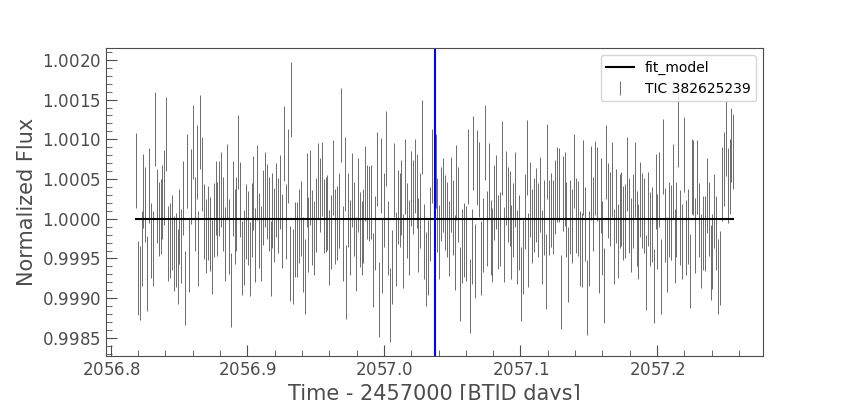 1.0020
1.0015
1.0010
1.0005
1.0000
0.9995
0.9990
0.9985
Normalized Flux
fit_model
TIC 382625239
2056.8 2056.9 2057.0 2057.1 2057.2
Time - 2457000 [BTJD days]